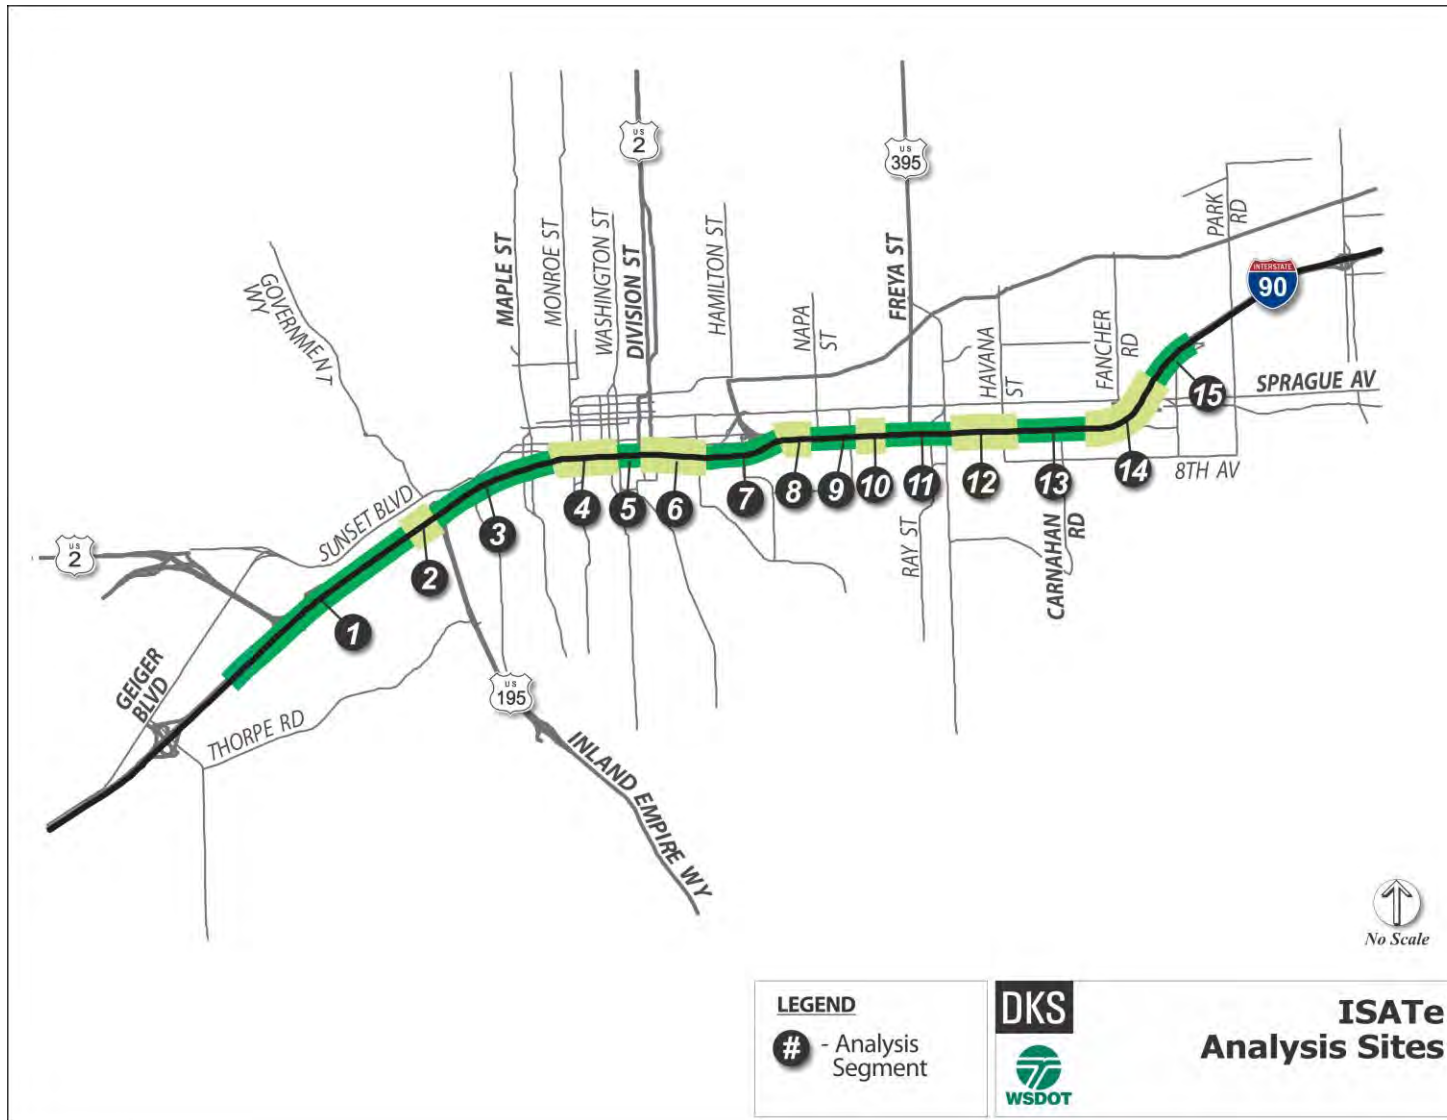 US
2
US
395
PARK
RD
MAPLE ST
MONROE ST
WASHINGTON ST
DIVISION ST
HAMILTON ST
FREYA ST
GOVERNMENT
WY
NAPA
ST
HAVANA
ST
FANCHER
RD
INTERSTATE
90
SPRAGUE AV
15
14
8TH AV
SUNSET BLVD
4
5
6
7
8
9
10
11
12
13
3
2
1
US
2
RAY ST
CARNAHAN
RD
GEIGER
BLVD
THORPE RD
US
195
INLAND EMPIRE WY
No Scale
LEGEND
# - Analysis
Segment
DKS
WSDOT
ISATe
Analysis Sites